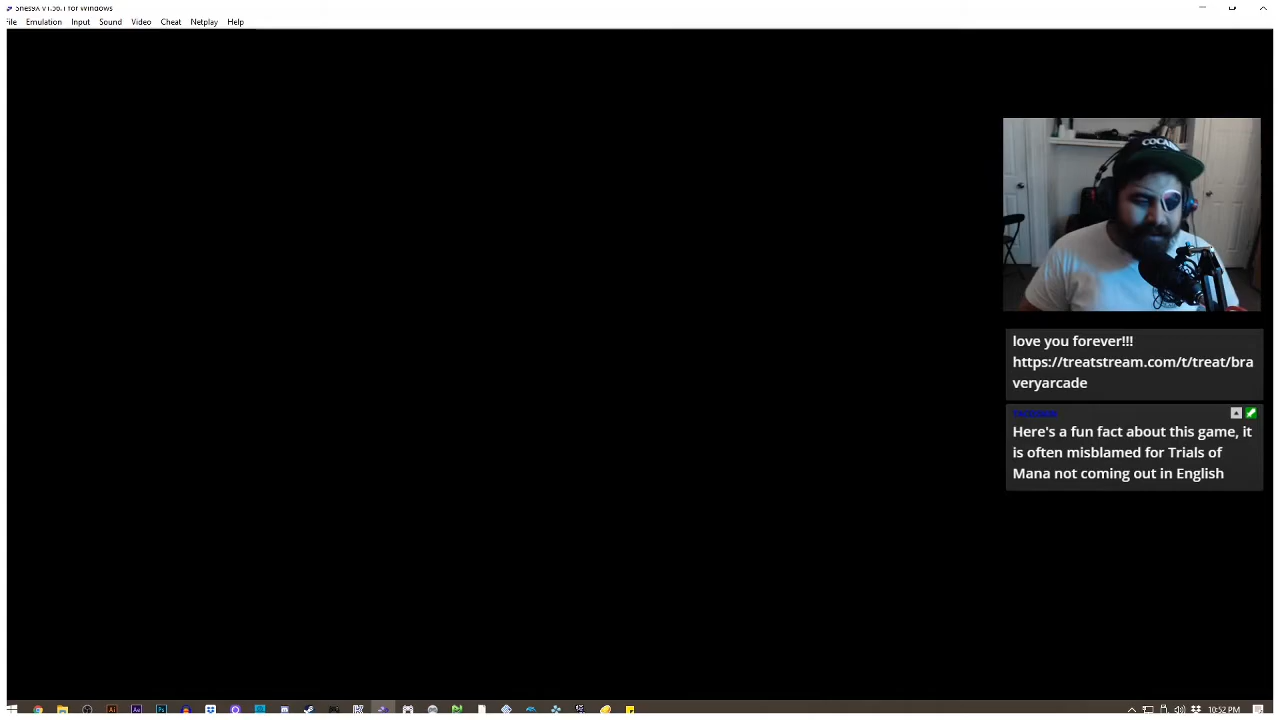 Snes9X v1.56.1 for Windows
File Emulation Input Sound Video Cheat Netplay Help
love you forever!!!
https://treatstream.com/t/treat/bra
veryarcade
Here's a fun fact about this game, it
is often misblamed for Trials of
Mana not coming out in English
10:52 PM